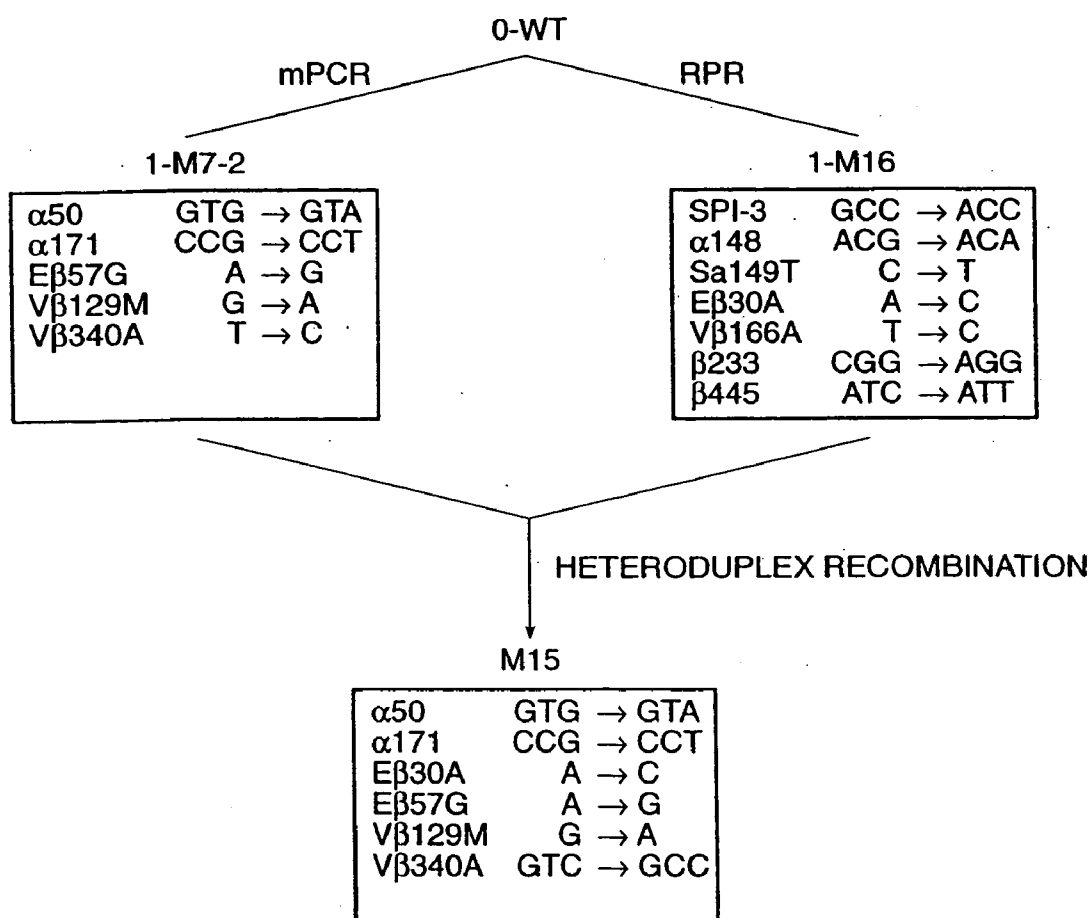 0-WT
mPCR
RPR
1-M7-2
α50 GTG → GTA
α171 CCG → CCT
Eβ57G A → G
Vβ129M G → A
Vβ340A T → C
1-M16
SPI-3 GCC → ACC
α148 ACG → ACA
Sa149T C → T
Eβ30A A → C
Vβ166A T → C
β233 CGG → AGG
β445 ATC → ATT
HETERODUPLEX RECOMBINATION
M15
α50 GTG → GTA
α171 CCG → CCT
Eβ30A A → C
Eβ57G A → G
Vβ129M G → A
Vβ340A GTC → GCC